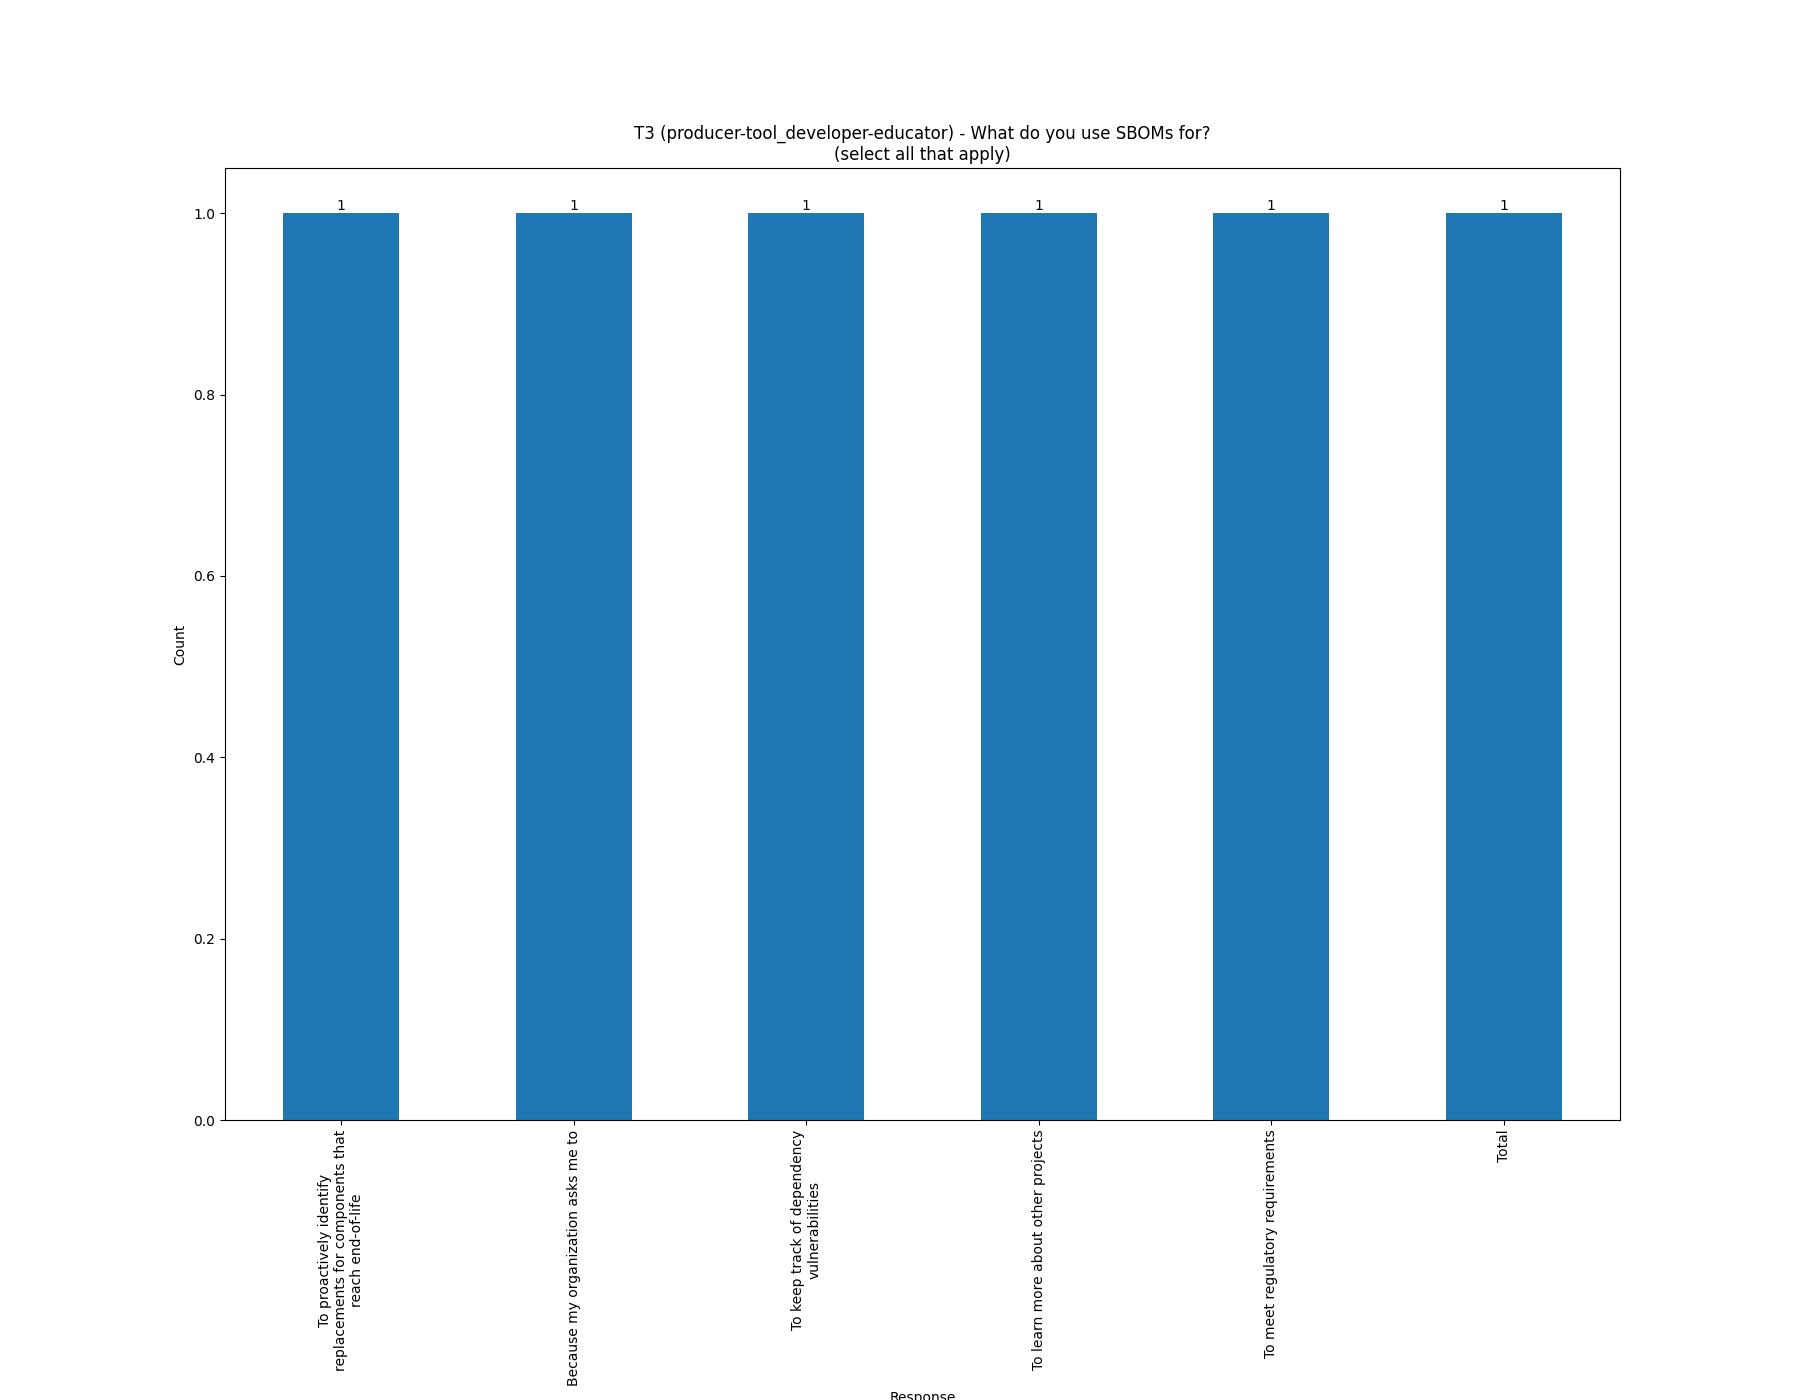 T3 (producer-tool_developer-educator) - What do you use SBOMs for?
(select all that apply)
1
1
1
1
1
1
1.0
0.8
0.6
0.4
0.2
0.0
Count
To proactively identify
replacements for components that
reach end-of-life
Because my organization asks me to
To keep track of dependency
vulnerabilities
To learn more about other projects
To meet regulatory requirements
Total
Response